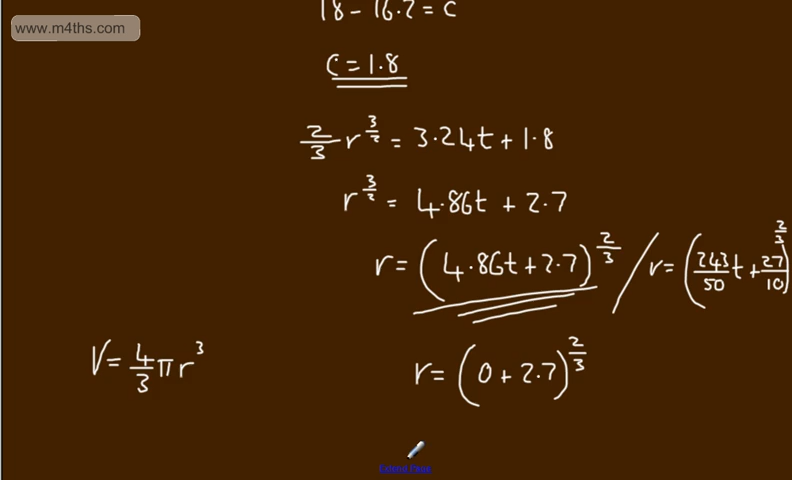 www.m4ths.com
18 - 16.2 = c
c = 1.8
2/3 r^3/2 = 3.24t + 1.8
r^3/2 = 4.86t + 2.7
r = (4.86t + 2.7)^2/3 / r = (243/50 t + 27/10)^2/3
V = 4/3 π r^3
r = (0 + 2.7)^2/3
Extend Page